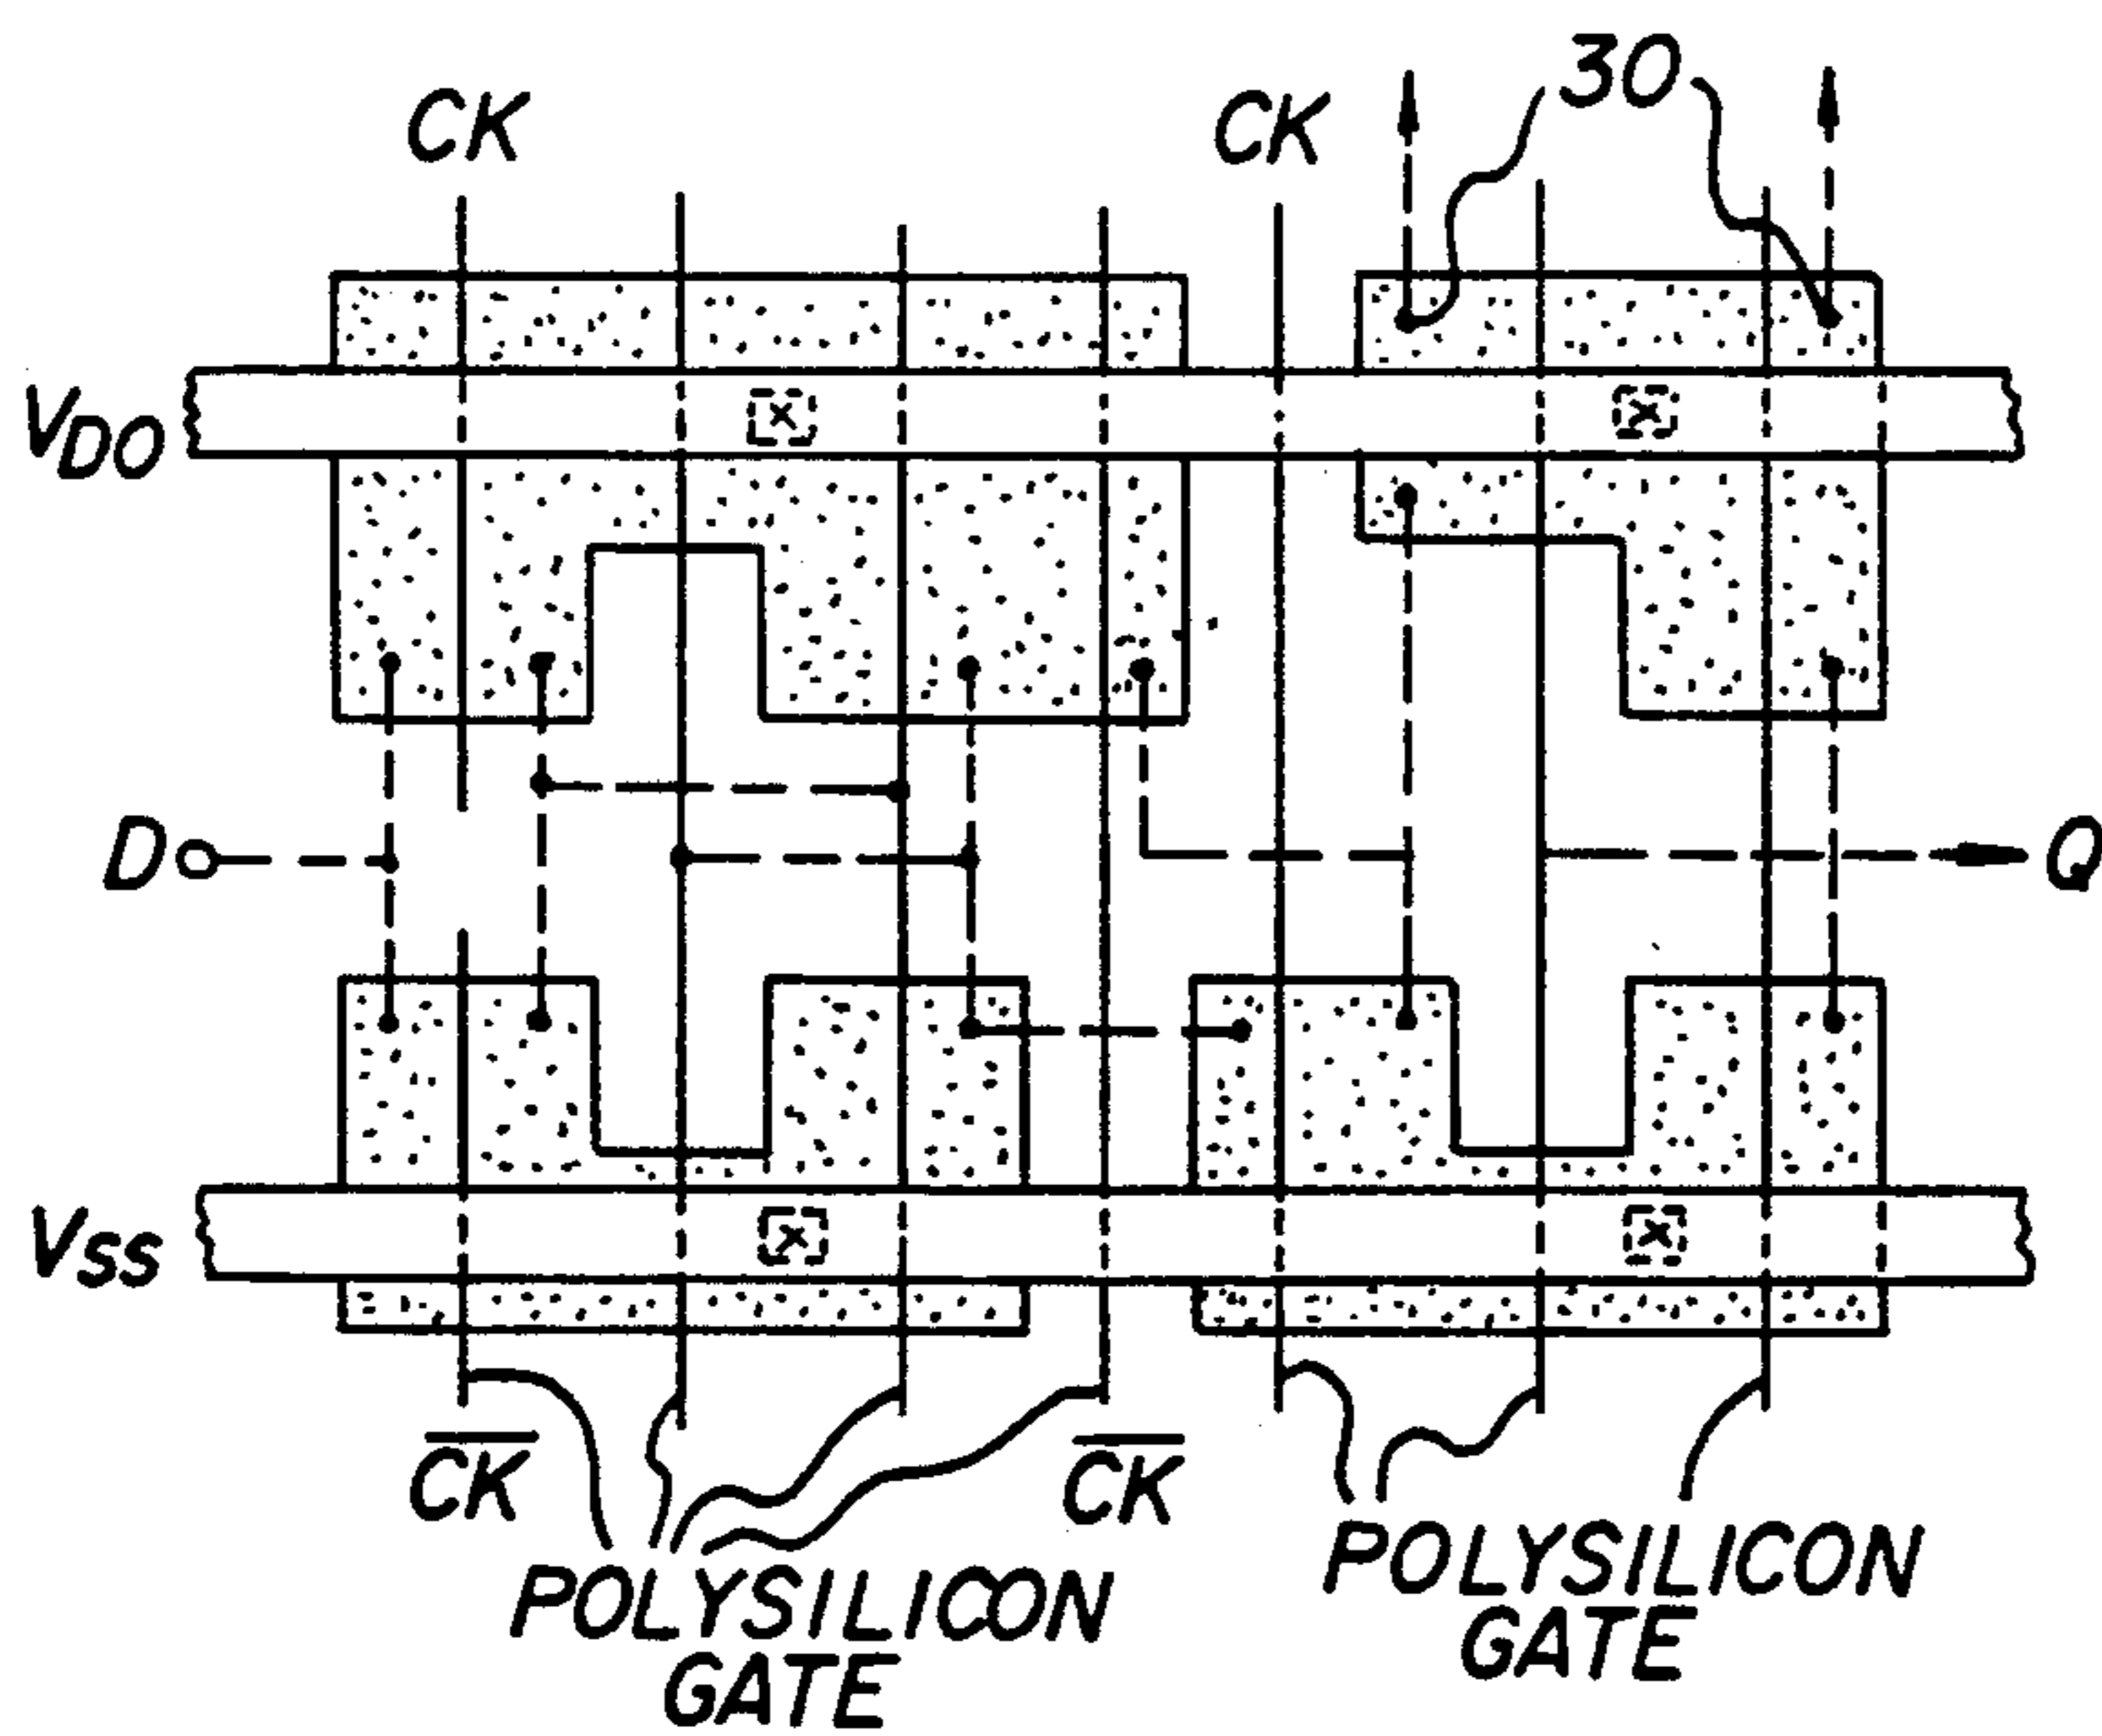 30
CK
CK
VDO
D
Q
VSS
CK
CK
POLYSILICON
GATE
POLYSILICON
GATE